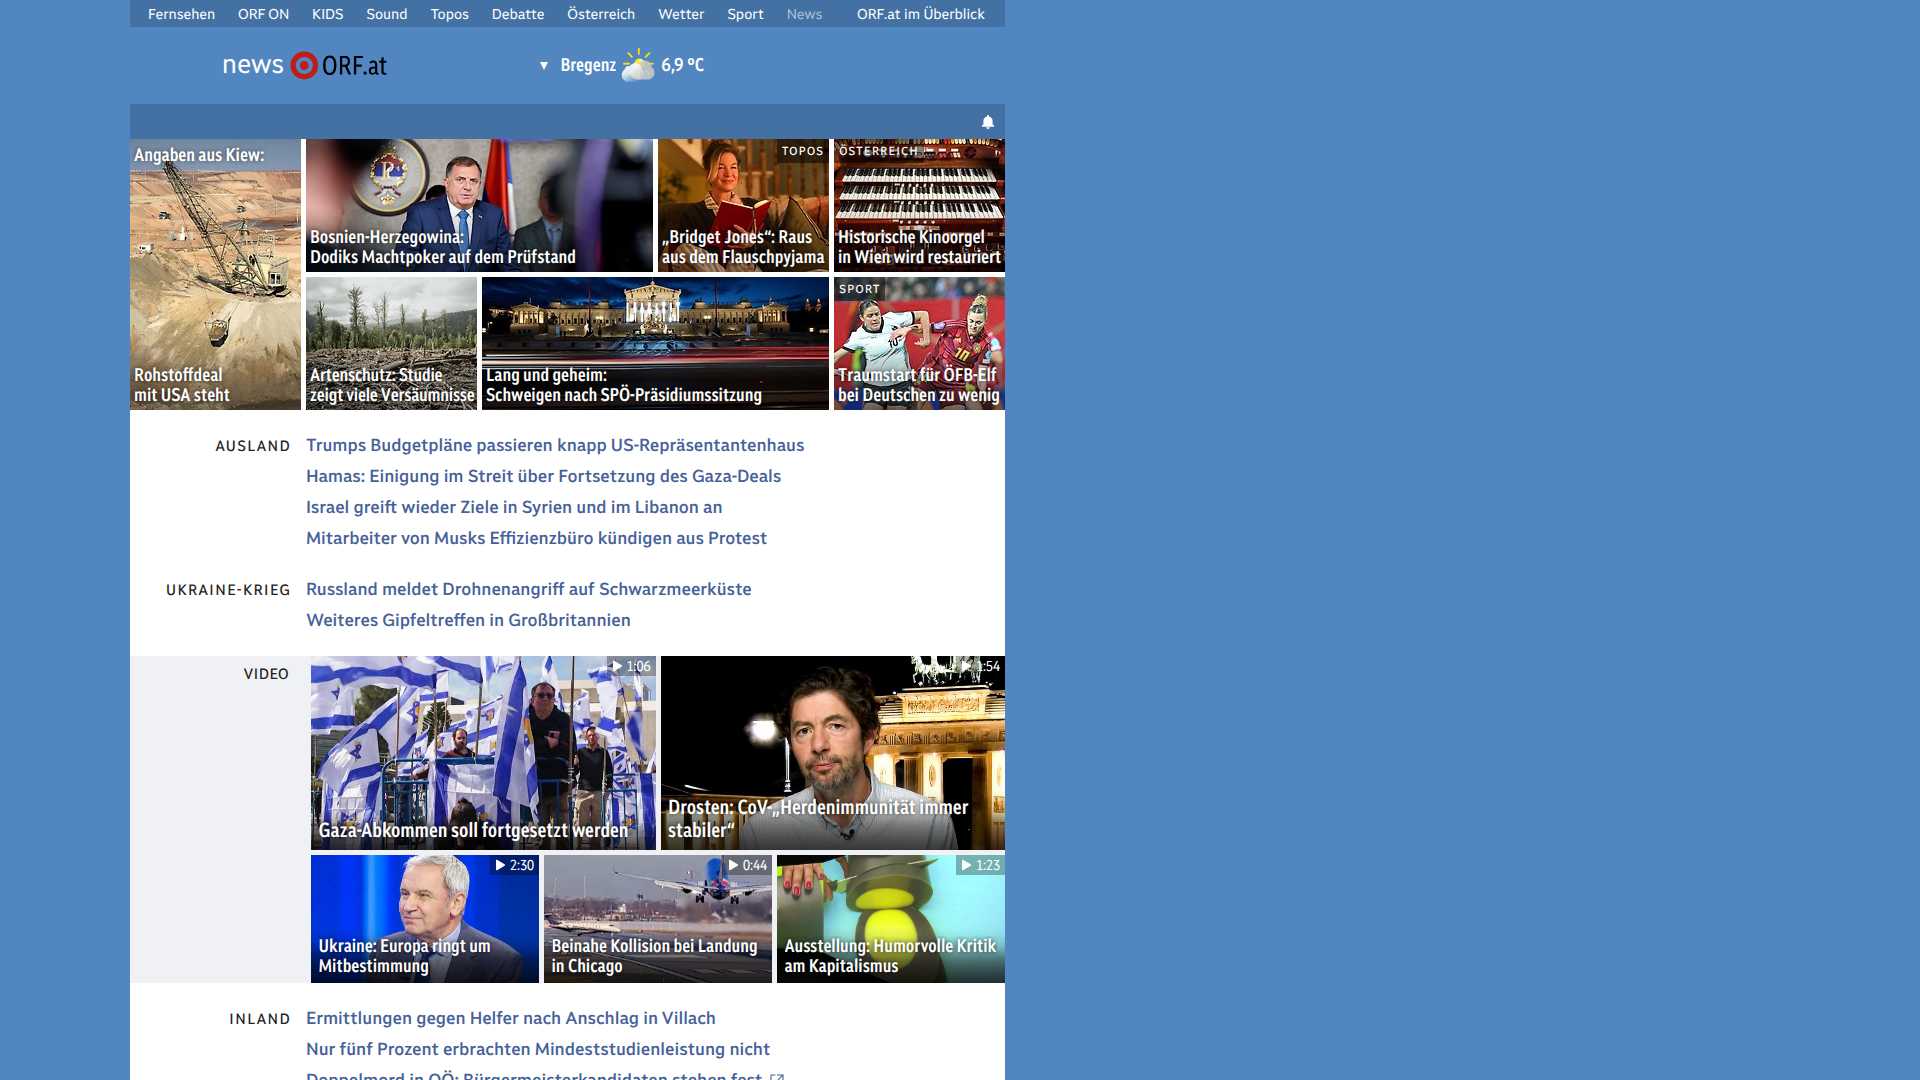 Fernsehen ORF ON KIDS Sound Topos Debatte Österreich Wetter Sport News ORF.at im Überblick
news ORF.at
Bregenz 6,9 ºC
Angaben aus Kiew:
Rohstoffdeal
mit USA steht
Bosnien-Herzegowina:
Dodiks Machtpoker auf dem Prüfstand
TOPOS
„Bridget Jones“: Raus
aus dem Flauschpyjama
ÖSTERREICH
Historische Kinoorgel
in Wien wird restauriert
Artenschutz: Studie
zeigt viele Versäumnisse
Lang und geheim:
Schweigen nach SPÖ-Präsidiumssitzung
SPORT
Traumstart für ÖFB-Elf
bei Deutschen zu wenig
AUSLAND
Trumps Budgetpläne passieren knapp US-Repräsentantenhaus
Hamas: Einigung im Streit über Fortsetzung des Gaza-Deals
Israel greift wieder Ziele in Syrien und im Libanon an
Mitarbeiter von Musks Effizienzbüro kündigen aus Protest
UKRAINE-KRIEG
Russland meldet Drohnenangriff auf Schwarzmeerküste
Weiteres Gipfeltreffen in Großbritannien
VIDEO
1:06
Gaza-Abkommen soll fortgesetzt werden
1:54
Drosten: CoV-„Herdenimmunität immer
stabiler“
2:30
Ukraine: Europa ringt um
Mitbestimmung
0:44
Beinahe Kollision bei Landung
in Chicago
1:23
Ausstellung: Humorvolle Kritik
am Kapitalismus
INLAND
Ermittlungen gegen Helfer nach Anschlag in Villach
Nur fünf Prozent erbrachten Mindeststudienleistung nicht
Doppelmord in OÖ: Bürgermeisterkandidaten stehen fest